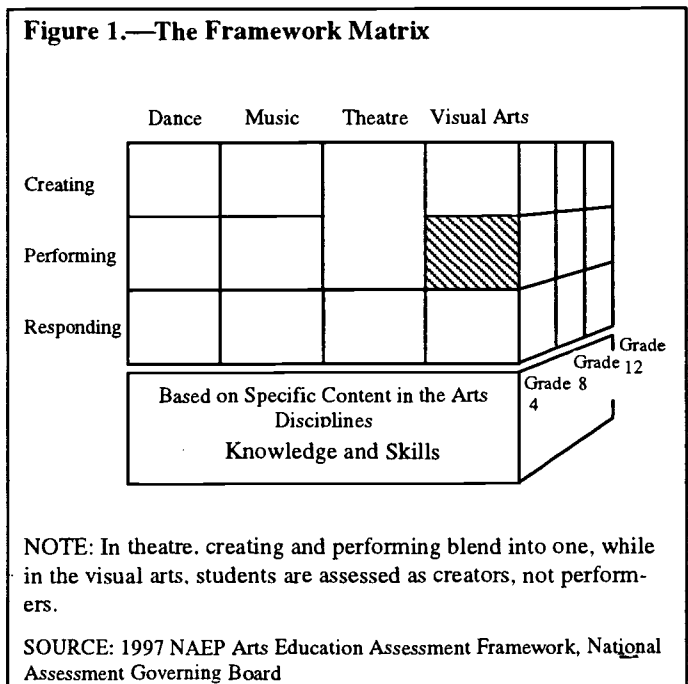 Figure 1.—The Framework Matrix
Dance Music Theatre Visual Arts
Creating
Performing
Responding
Grade
Grade 12
Grade 8
4
Based on Specific Content in the Arts
Disciplines
Knowledge and Skills
NOTE: In theatre. creating and performing blend into one, while
in the visual arts. students are assessed as creators, not perform-
ers.
SOURCE: 1997 NAEP Arts Education Assessment Framework, National
Assessment Governing Board